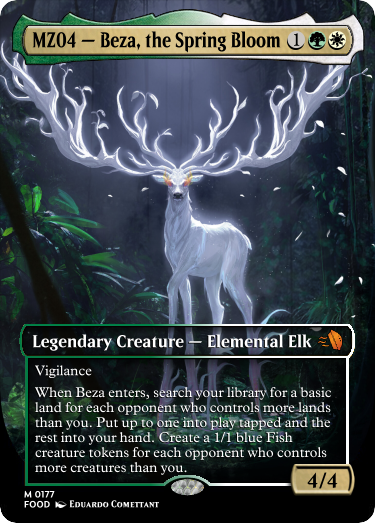 MZ04 — Beza, the Spring Bloom 1
Legendary Creature — Elemental Elk
Vigilance
When Beza enters, search your library for a basic
land for each opponent who controls more lands
than you. Put up to one into play tapped and the
rest into your hand. Create a 1/1 blue Fish
creature tokens for each opponent who controls
more creatures than you.
4/4
M 0177
FOOD Eduardo Comettant